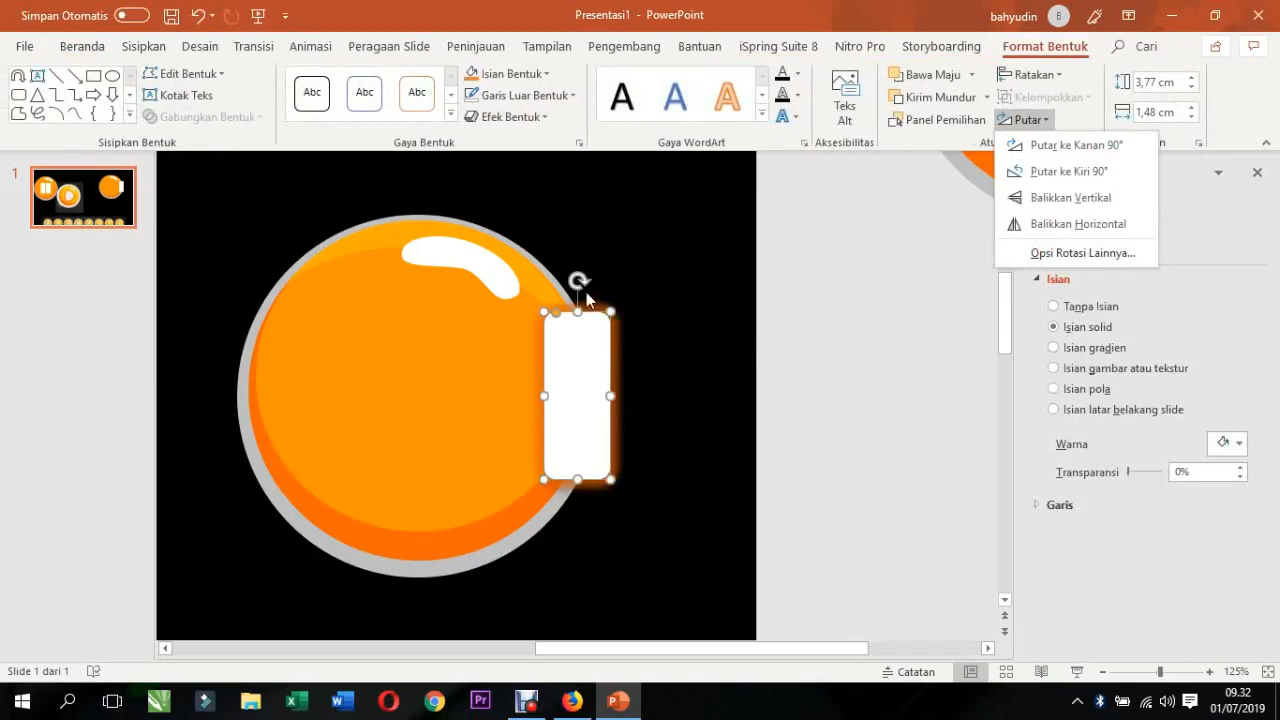 Simpan Otomatis
Presentasi1 - PowerPoint
bahyudin B
File Beranda Sisipkan Desain Transisi Animasi Peragaan Slide Peninjauan Tampilan Pengembang Bantuan iSpring Suite 8 Nitro Pro Storyboarding Format Bentuk Cari
Edit Bentuk
Kotak Teks
Gabungkan Bentuk
Sisipkan Bentuk
Abc Abc Abc
Isian Bentuk
Garis Luar Bentuk
Efek Bentuk
Gaya Bentuk
A A A
A
A
A
Gaya WordArt
Teks
Alt
Aksesibilitas
Bawa Maju
Kirim Mundur
Panel Pemilihan
Ratakan
Kelompokkan
Putar
3,77 cm
1,48 cm
Putar ke Kanan 90°
Putar ke Kiri 90°
Balikkan Vertikal
Balikkan Horizontal
Opsi Rotasi Lainnya...
1
Isian
Tanpa Isian
Isian solid
Isian gradien
Isian gambar atau tekstur
Isian pola
Isian latar belakang slide
Warna
Transparansi 0%
Garis
Slide 1 dari 1
Catatan
125%
09.32
01/07/2019